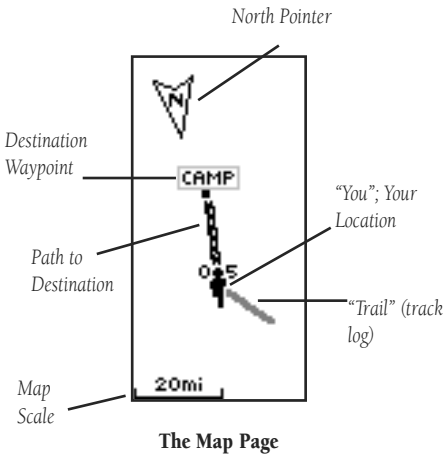 North Pointer
N
Destination
Waypoint
CAMP
"You"; Your
Location
Path to
Destination
0 5
"Trail" (track
log)
Map
Scale
20mi
The Map Page